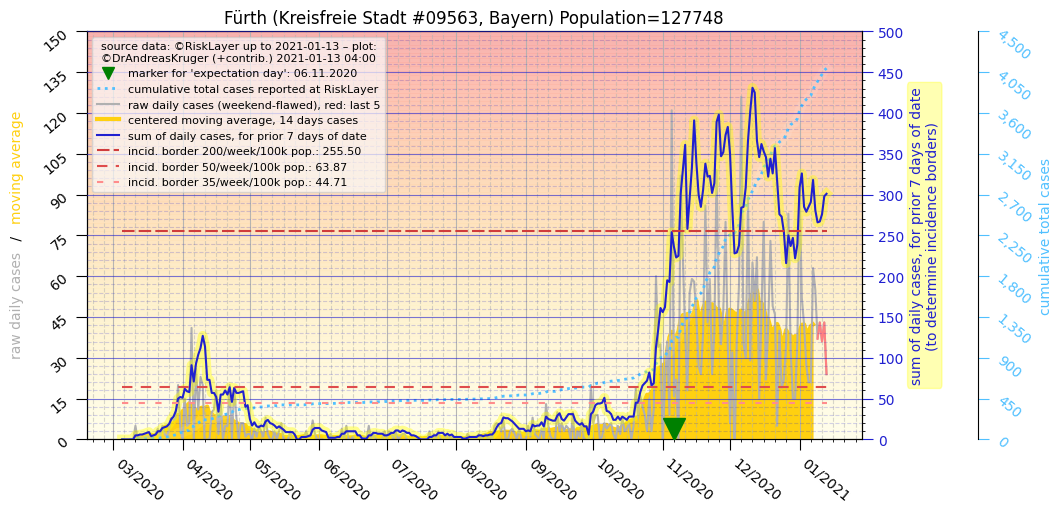 Fürth (Kreisfreie Stadt #09563, Bayern) Population=127748
source data: ©RiskLayer up to 2021-01-13 – plot:
©DrAndreasKruger (+contrib.) 2021-01-13 04:00
marker for 'expectation day': 06.11.2020
cumulative total cases reported at RiskLayer
raw daily cases (weekend-flawed), red: last 5
centered moving average, 14 days cases
sum of daily cases, for prior 7 days of date
incid. border 200/week/100k pop.: 255.50
incid. border 50/week/100k pop.: 63.87
incid. border 35/week/100k pop.: 44.71
raw daily cases / moving average
150
135
120
105
90
75
60
45
30
15
0
03/2020
04/2020
05/2020
06/2020
07/2020
08/2020
09/2020
10/2020
11/2020
12/2020
01/2021
500
450
400
350
300
250
200
150
100
50
0
sum of daily cases, for prior 7 days of date
(to determine incidence borders)
4,500
4,050
3,600
3,150
2,700
2,250
1,800
1,350
900
450
0
cumulative total cases